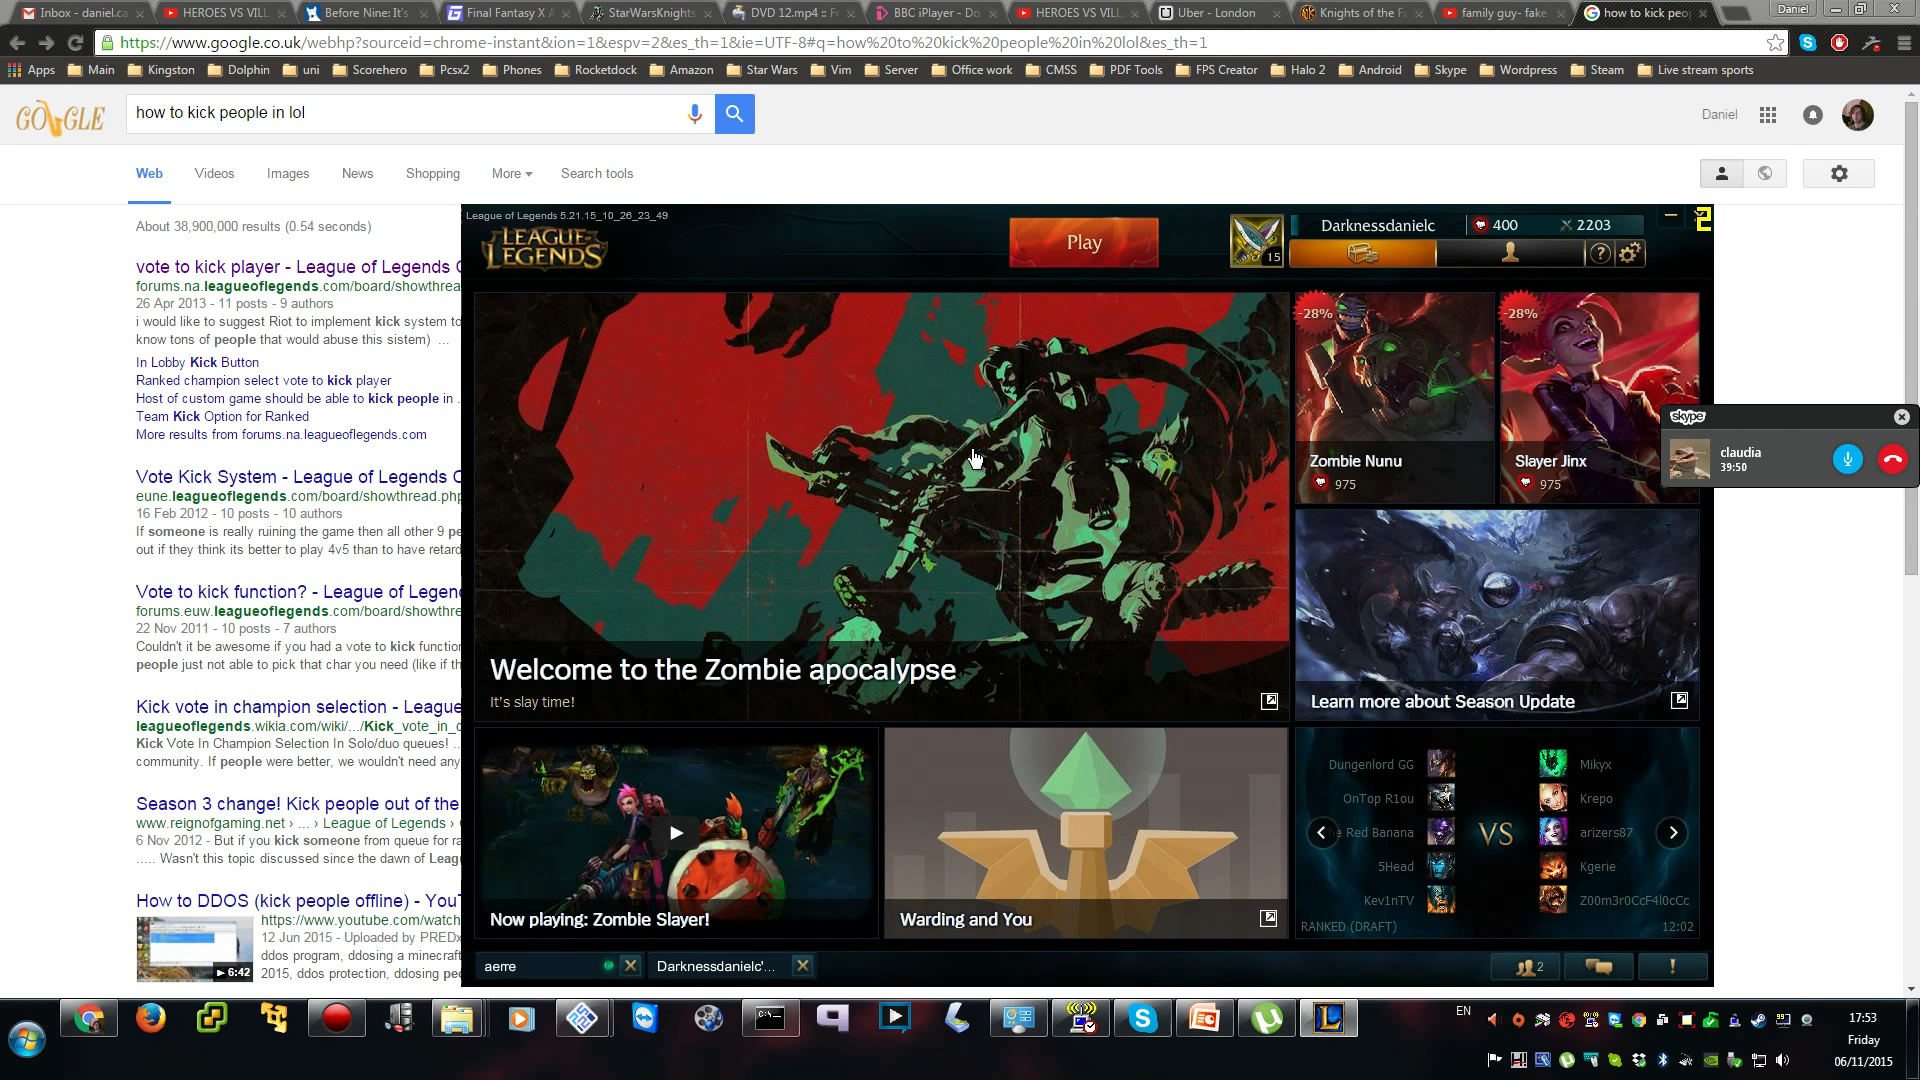 Inbox - daniel.ca
HEROES VS VILL
Before Nine: It's
Final Fantasy X A
StarWarsKnights
DVD 12.mp4 :: F
BBC iPlayer - Do
HEROES VS VILL
Uber - London
Knights of the Fa
family guy- fake
how to kick peop
Daniel
https://www.google.co.uk/webhp?sourceid=chrome-instant&ion=1&espv=2&es_th=1&ie=UTF-8#q=how%20to%20kick%20people%20in%20lol&es_th=1
Apps Main Kingston Dolphin uni Scorehero Pcsx2 Phones Rocketdock Amazon Star Wars Vim Server Office work CMSS PDF Tools FPS Creator Halo 2 Android Skype Wordpress Steam Live stream sports
GOOGLE
how to kick people in lol
Daniel
Web Videos Images News Shopping More Search tools
About 38,900,000 results (0.54 seconds)
vote to kick player - League of Legends C
forums.na.leagueoflegends.com/board/showthrea
26 Apr 2013 - 11 posts - 9 authors
i would like to suggest Riot to implement kick system to
know tons of people that would abuse this sistem) ...
In Lobby Kick Button
Ranked champion select vote to kick player
Host of custom game should be able to kick people in .
Team Kick Option for Ranked
More results from forums.na.leagueoflegends.com
Vote Kick System - League of Legends C
eune.leagueoflegends.com/board/showthread.php
16 Feb 2012 - 10 posts - 10 authors
If someone is really ruining the game then all other 9 pe
out if they think its better to play 4v5 than to have retard
Vote to kick function? - League of Legen
forums.euw.leagueoflegends.com/board/showthre
22 Nov 2011 - 10 posts - 7 authors
Couldn't it be awesome if you had a vote to kick function
people just not able to pick that char you need (like if th
Kick vote in champion selection - League
leagueoflegends.wikia.com/wiki/.../Kick_vote_in_c
Kick Vote In Champion Selection In Solo/duo queues! ..
community. If people were better, we wouldn't need any
Season 3 change! Kick people out of the
www.reignofgaming.net › ... › League of Legends ›
6 Nov 2012 - But if you kick someone from queue for ra
..... Wasn't this topic discussed since the dawn of Leagu
How to DDOS (kick people offline) - YouT
https://www.youtube.com/watch
12 Jun 2015 - Uploaded by PREDx
ddos program, ddosing a minecraft
2015, ddos protection, ddosing peo
6:42
League of Legends 5.21.15_10_26_23_49
LEAGUE OF LEGENDS
Play
15
Darknessdanielc
400
2203
?
2
-28%
Zombie Nunu
975
-28%
Slayer Jinx
975
skype
claudia
39:50
Welcome to the Zombie apocalypse
It's slay time!
Learn more about Season Update
Now playing: Zombie Slayer!
Warding and You
Dungenlord GG
OnTop R1ou
e Red Banana
5Head
Kev1nTV
VS
Mikyx
Krepo
arizers87
Kgerie
Z00m3r0CcF4l0cCc
RANKED (DRAFT)
12:02
aerre
Darknessdanielc'...
2
!
C:\_
EN
17:53
Friday
06/11/2015